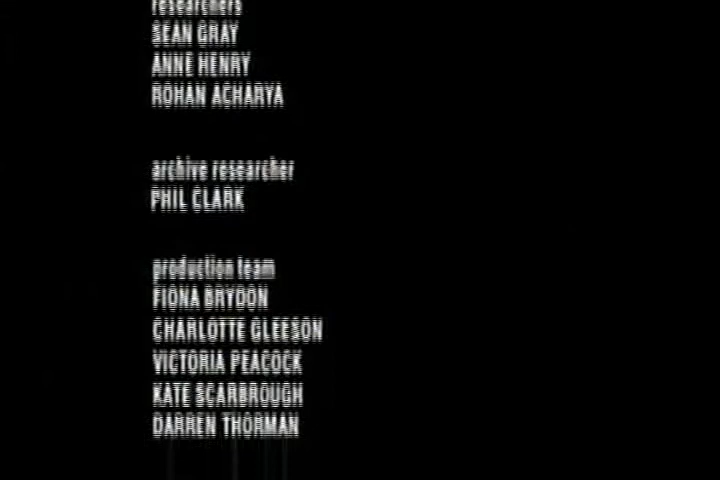 researchers
SEAN GRAY
ANNE HENRY
ROHAN ACHARYA
archive researcher
PHIL CLARK
production team
FIONA BRYDON
CHARLOTTE GLEESON
VICTORIA PEACOCK
KATE SCARBROUGH
DARREN THORMAN